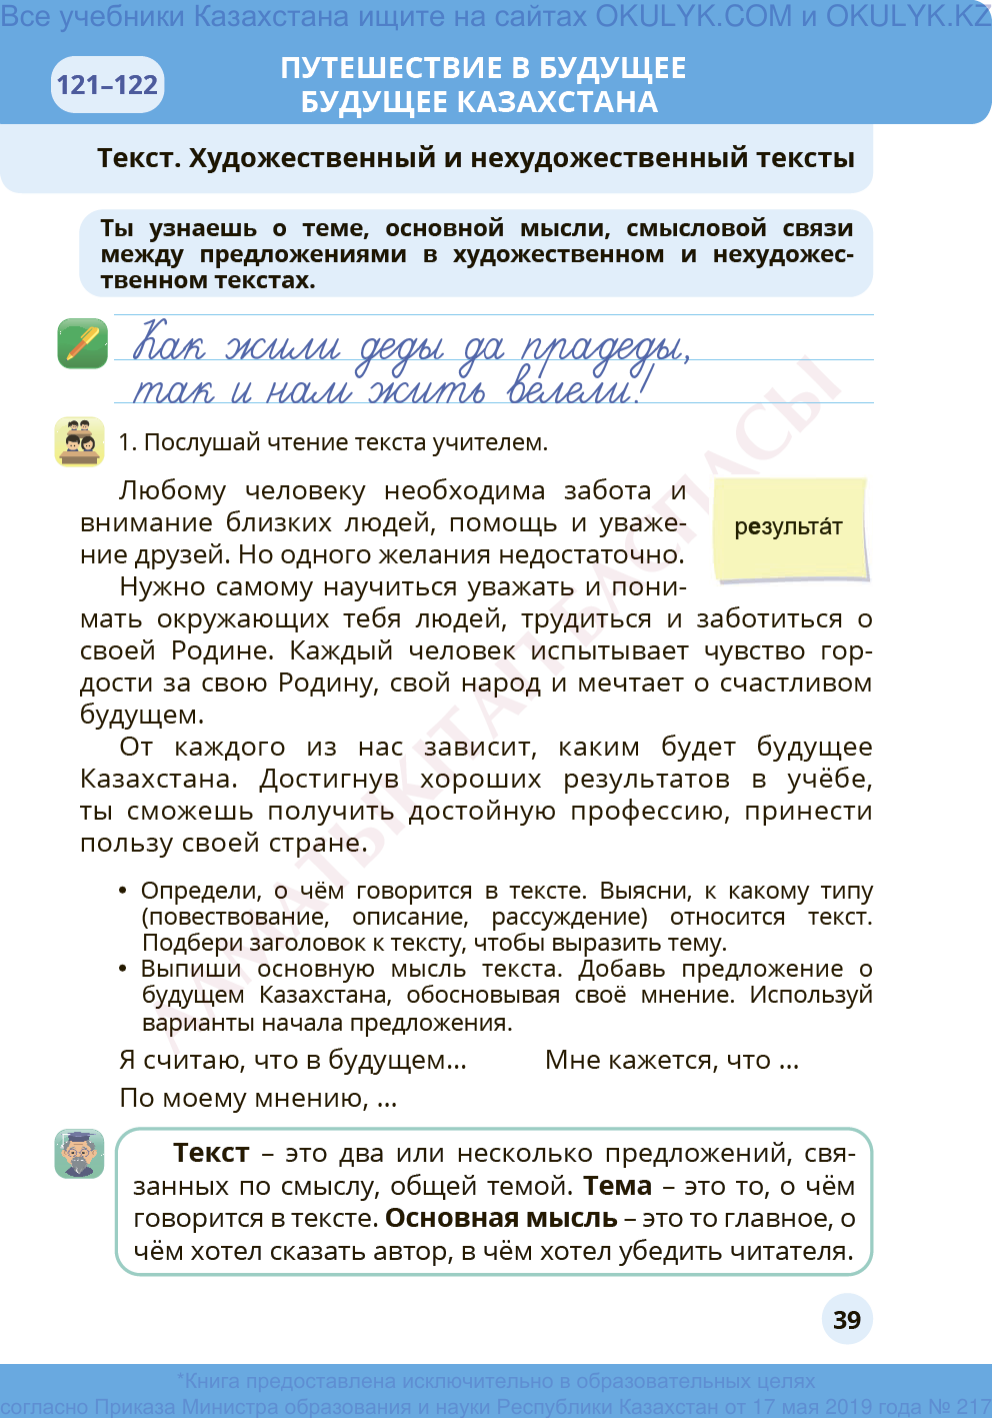 Все учебники Казахстана ищите на сайтах OKULYK.COM и OKULYK.KZ
121–122
ПУТЕШЕСТВИЕ В БУДУЩЕЕ
БУДУЩЕЕ КАЗАХСТАНА
Текст. Художественный и нехудожественный тексты
Ты узнаешь о теме, основной мысли, смысловой связи
между предложениями в художественном и нехудожес-
твенном текстах.
Как жили деды да прадеды,
так и нам жить велели!
1. Послушай чтение текста учителем.
Любому человеку необходима забота и
внимание близких людей, помощь и уваже-
ние друзей. Но одного желания недостаточно.
результа́т
Нужно самому научиться уважать и пони-
мать окружающих тебя людей, трудиться и заботиться о
своей Родине. Каждый человек испытывает чувство гор-
дости за свою Родину, свой народ и мечтает о счастливом
будущем.
От каждого из нас зависит, каким будет будущее
Казахстана. Достигнув хороших результатов в учёбе,
ты сможешь получить достойную профессию, принести
пользу своей стране.
• Определи, о чём говорится в тексте. Выясни, к какому типу
(повествование, описание, рассуждение) относится текст.
Подбери заголовок к тексту, чтобы выразить тему.
• Выпиши основную мысль текста. Добавь предложение о
будущем Казахстана, обосновывая своё мнение. Используй
варианты начала предложения.
Я считаю, что в будущем... Мне кажется, что ...
По моему мнению, ...
Текст – это два или несколько предложений, свя-
занных по смыслу, общей темой. Тема – это то, о чём
говорится в тексте. Основная мысль – это то главное, о
чём хотел сказать автор, в чём хотел убедить читателя.
39
*Книга предоставлена исключительно в образовательных целях
согласно Приказа Министра образования и науки Республики Казахстан от 17 мая 2019 года № 217
АЛМАТЫКІТАП БАСПАСЫ